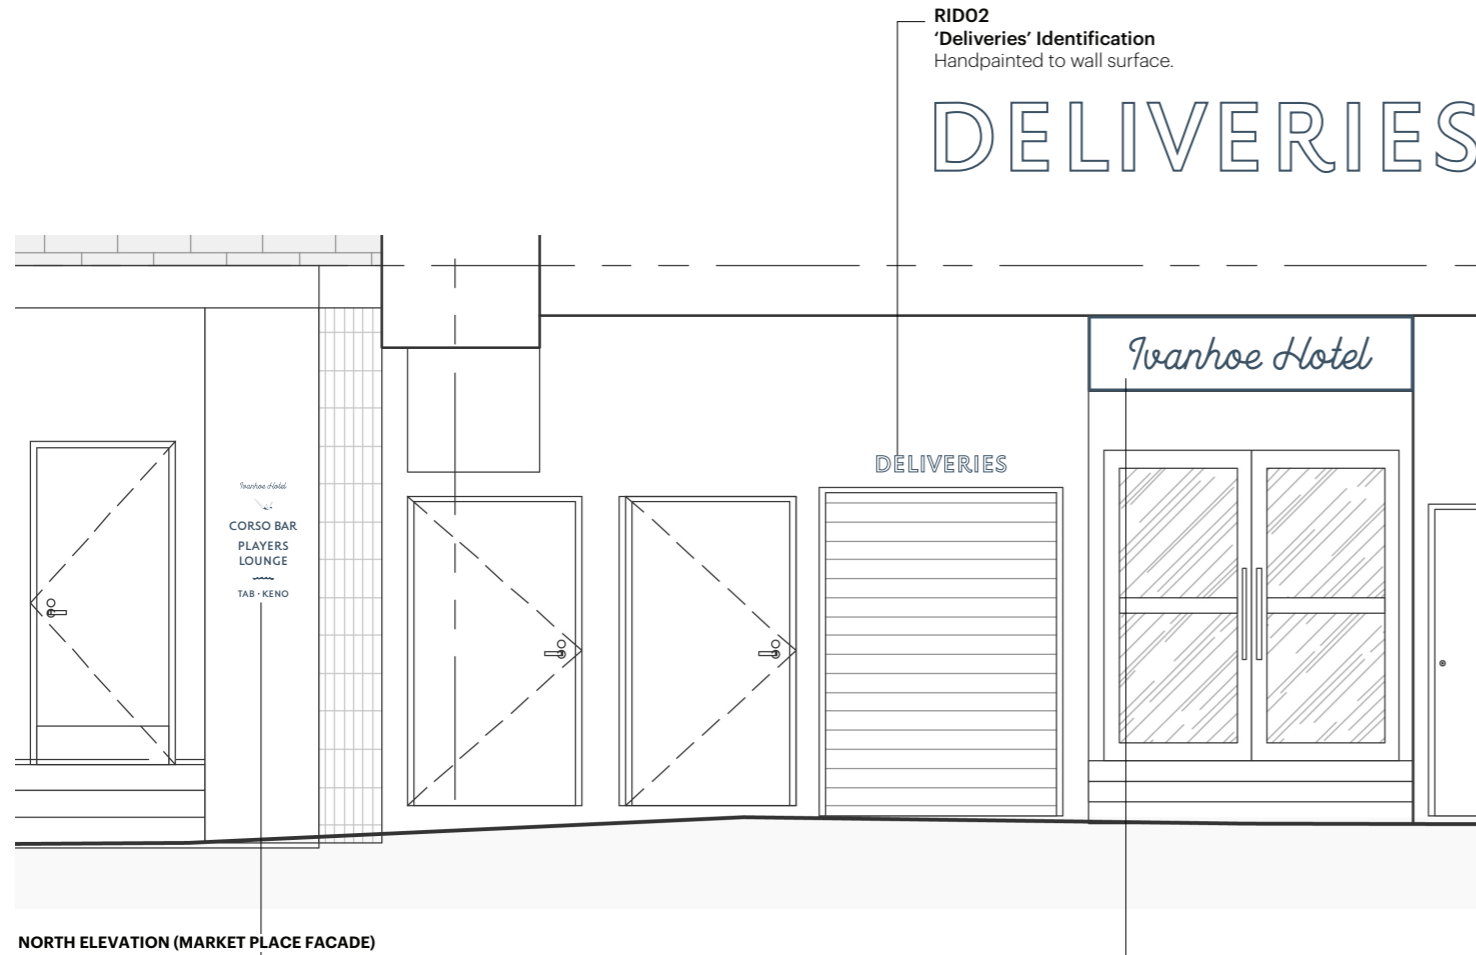 RID02
‘Deliveries’ Identification
Handpainted to wall surface.
DELIVERIES
Ivanhoe Hotel
DELIVERIES
Ivanhoe Hotel
CORSO BAR
PLAYERS
LOUNGE
TAB · KENO
NORTH ELEVATION (MARKET PLACE FACADE)